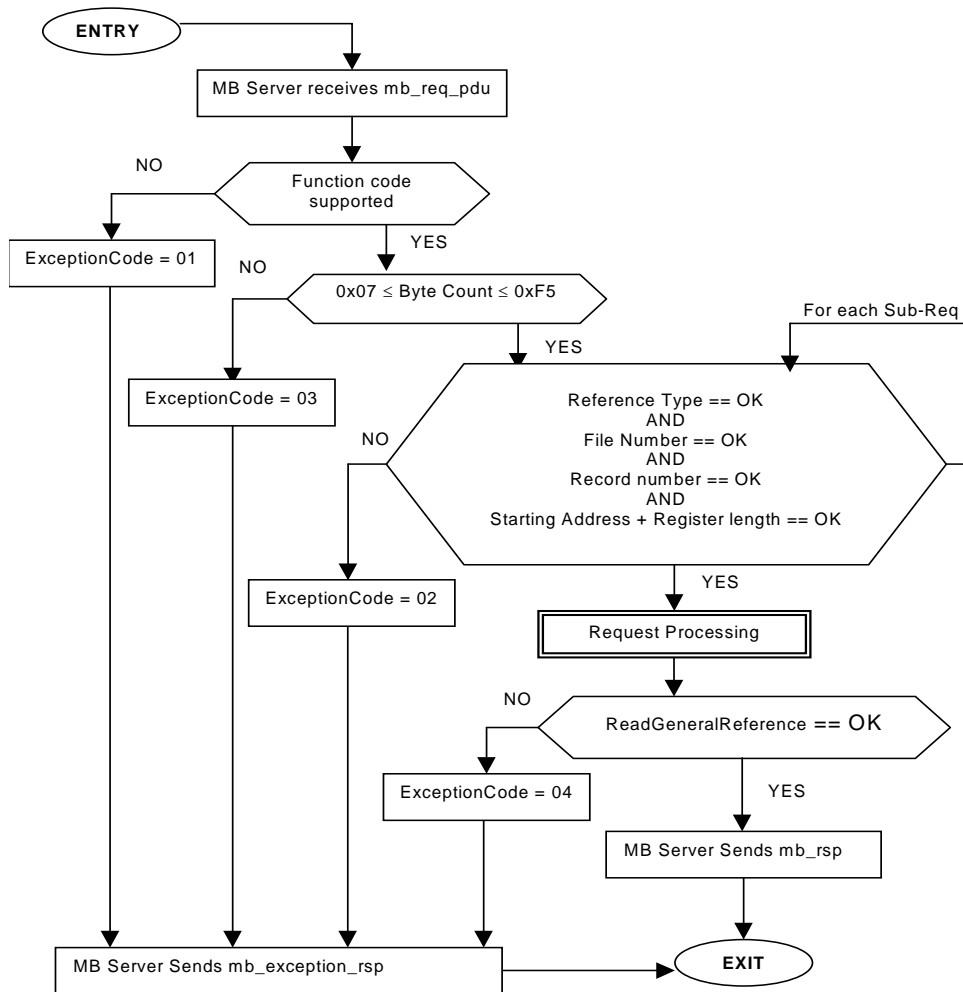 ENTRY
MB Server receives mb_req_pdu
NO
Function code
supported
YES
ExceptionCode = 01
NO
0x07 ≤ Byte Count ≤ 0xF5
For each Sub-Req
YES
ExceptionCode = 03
Reference Type == OK
AND
NO
File Number == OK
AND
Record number == OK
AND
Starting Address + Register length == OK
YES
ExceptionCode = 02
Request Processing
NO
ReadGeneralReference == OK
ExceptionCode = 04
YES
MB Server Sends mb_rsp
MB Server Sends mb_exception_rsp
EXIT